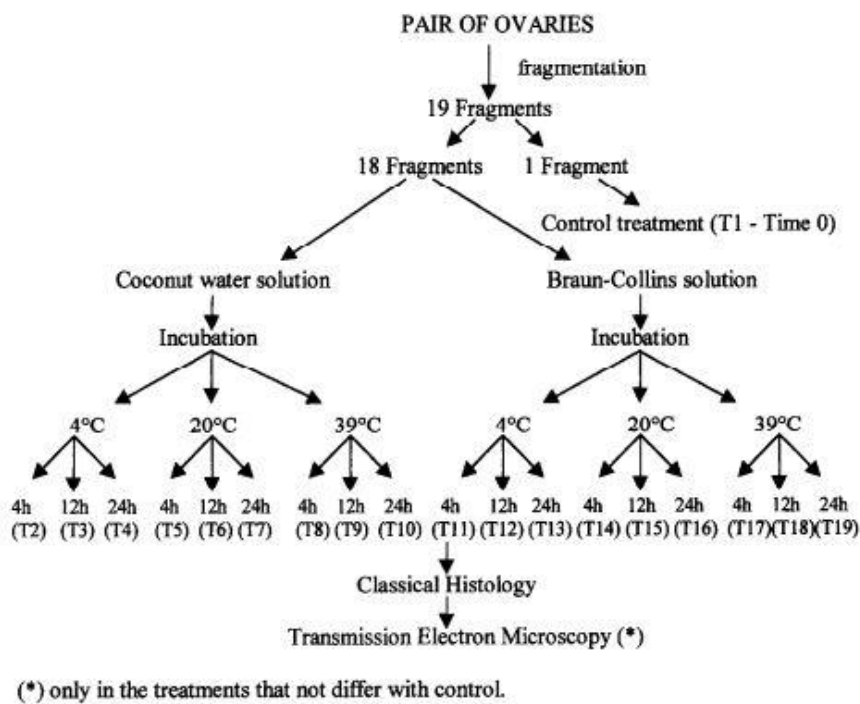 PAIR OF OVARIES
fragmentation
19 Fragments
18 Fragments 1 Fragment
Control treatment (T1 - Time 0)
Coconut water solution Braun-Collins solution
Incubation Incubation
4°C 20°C 39°C 4°C 20°C 39°C
4h 12h 24h 4h 12h 24h 4h 12h 24h 4h 12h 24h 4h 12h 24h 4h 12h 24h
(T2) (T3) (T4) (T5) (T6) (T7) (T8) (T9) (T10) (T11) (T12) (T13) (T14) (T15) (T16) (T17)(T18)(T19)
Classical Histology
Transmission Electron Microscopy (*)
(*) only in the treatments that not differ with control.